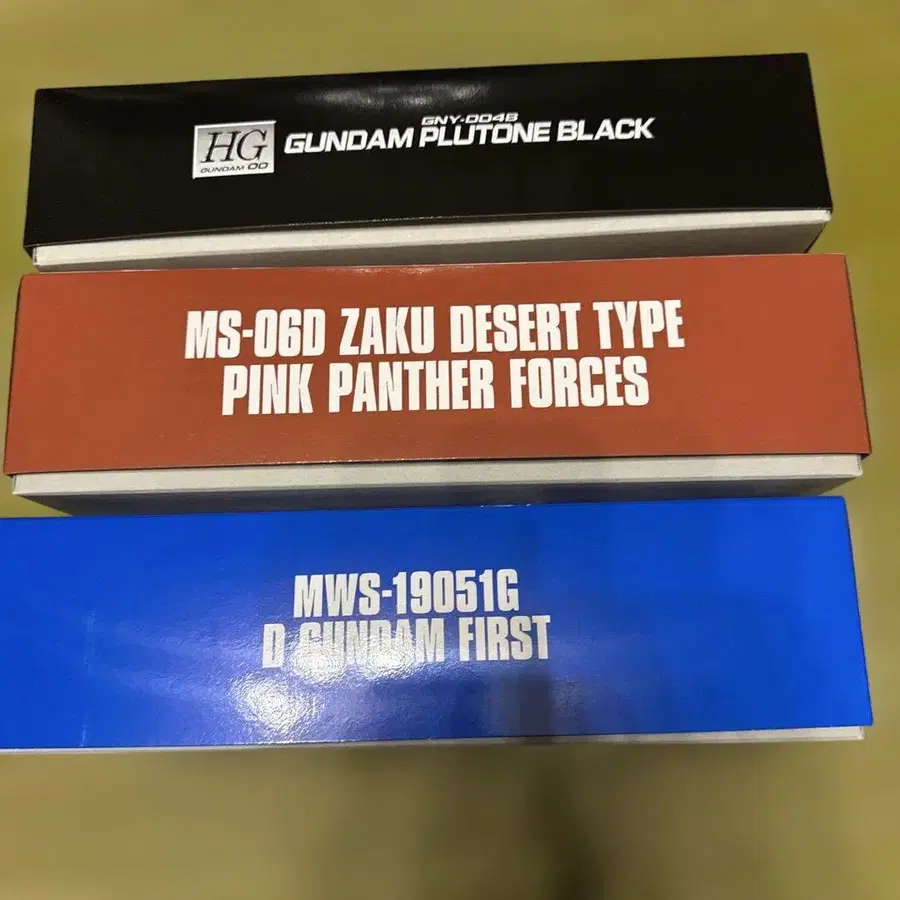 GNY-004B
HG GUNDAM PLUTONE BLACK
GUNDAM 00
MS-06D ZAKU DESERT TYPE
PINK PANTHER FORCES
MWS-19051G
D GUNDAM FIRST